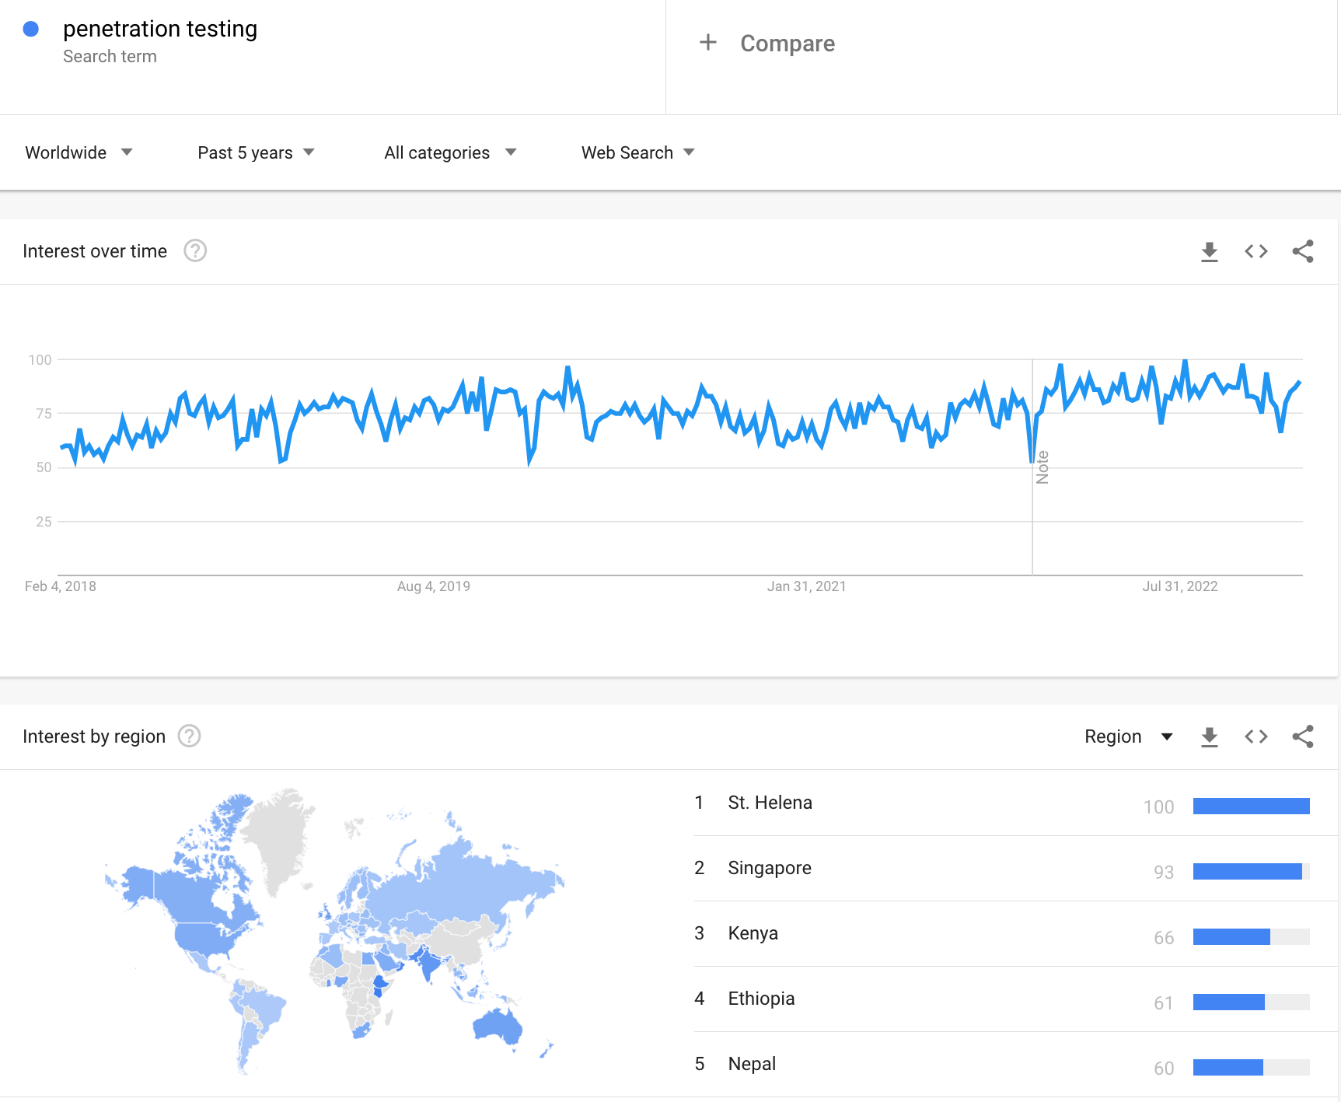 penetration testing
Search term
+ Compare
Worldwide
Past 5 years
All categories
Web Search
Interest over time ?
100
75
50
25
Note
Feb 4, 2018
Aug 4, 2019
Jan 31, 2021
Jul 31, 2022
Interest by region ?
Region
1 St. Helena 100
2 Singapore 93
3 Kenya 66
4 Ethiopia 61
5 Nepal 60